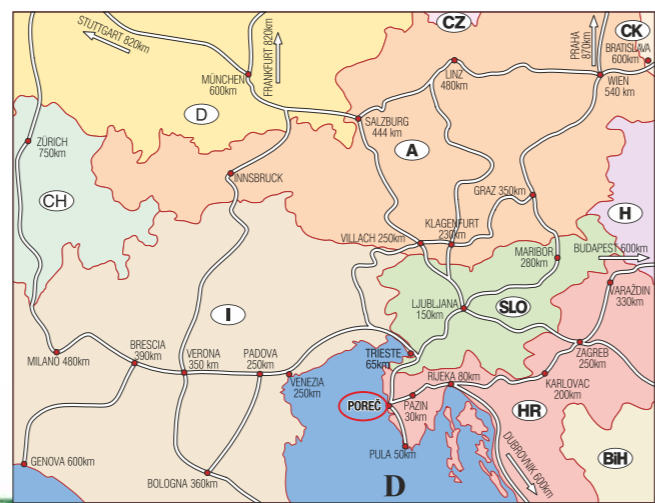 STUTTGART 820km
FRANKFURT 820km
CZ
PRAHA
870km
CK
BRATISLAVA
600km
MÜNCHEN
600km
LINZ
480km
WIEN
540 km
D
SALZBURG
444 km
ZÜRICH
750km
A
INNSBRUCK
CH
GRAZ 350km
H
KLAGENFURT
230km
VILLACH 250km
MARIBOR
280km
BUDAPEST 600km
VARAŽDIN
330km
LJUBLJANA
150km
SLO
I
BRESCIA
390km
VERONA
350 km
PADOVA
250km
TRIESTE
65km
ZAGREB
250km
MILANO 480km
VENEZIA
250km
RIJEKA 80km
KARLOVAC
200km
POREČ
PAZIN
30km
HR
PULA 50km
DUBROVNIK 600km
BiH
GENOVA 600km
BOLOGNA 360km
D